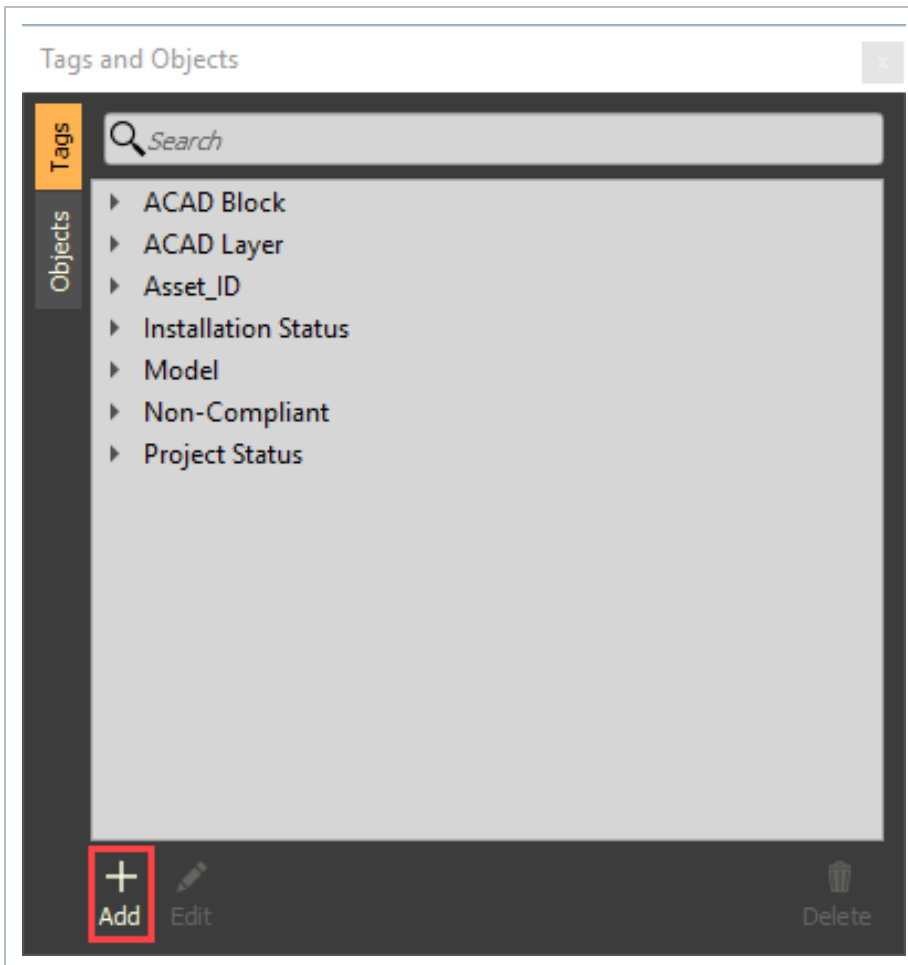 Tags and Objects
x
Tags
Search
Objects
ACAD Block
ACAD Layer
Asset_ID
Installation Status
Model
Non-Compliant
Project Status
Add
Edit
Delete